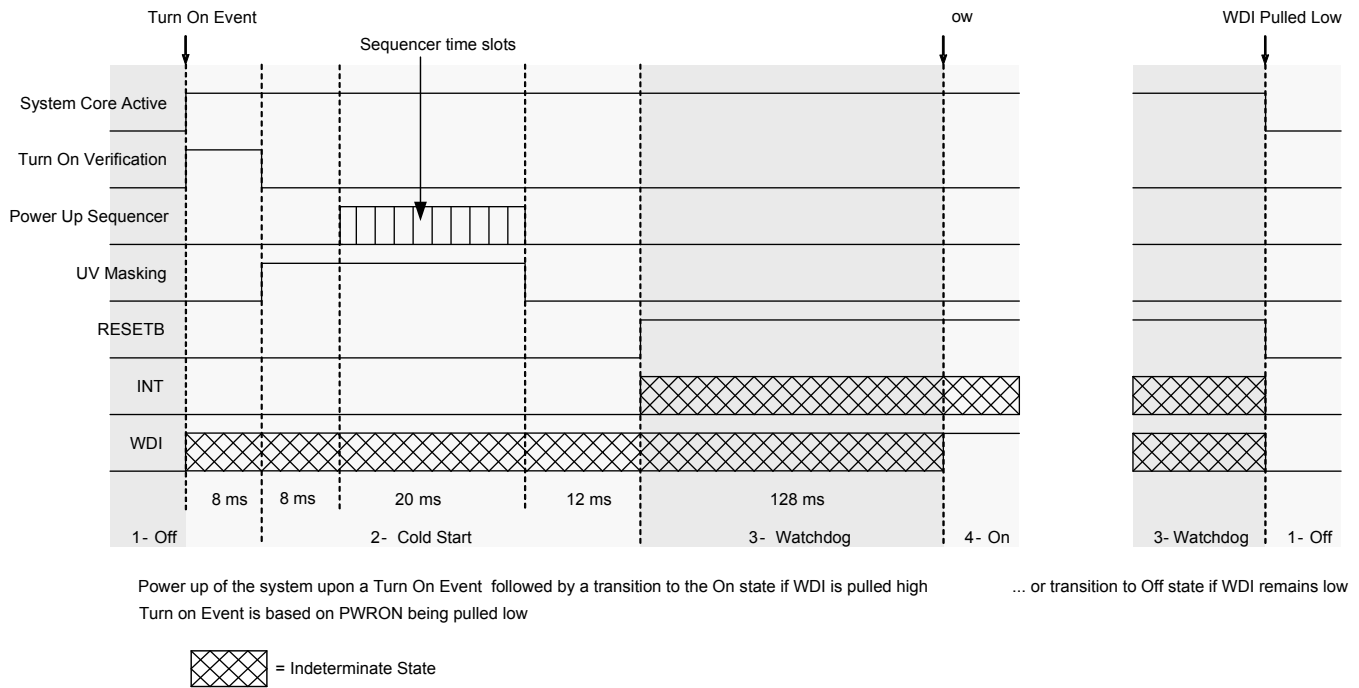 Turn On Event
ow
WDI Pulled Low
Sequencer time slots
System Core Active
Turn On Verification
Power Up Sequencer
UV Masking
RESETB
INT
WDI
8 ms
8 ms
20 ms
12 ms
128 ms
1- Off
2- Cold Start
3- Watchdog
4- On
3- Watchdog
1- Off
Power up of the system upon a Turn On Event followed by a transition to the On state if WDI is pulled high
... or transition to Off state if WDI remains low
Turn on Event is based on PWRON being pulled low
= Indeterminate State